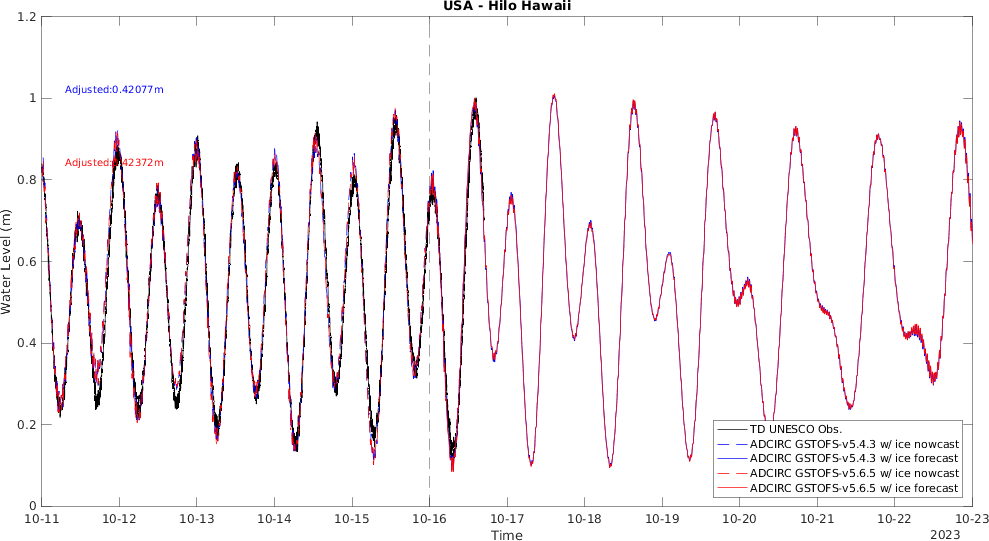 USA - Hilo Hawaii
1.2
1
0.8
0.6
0.4
0.2
0
Water Level (m)
Adjusted:0.42077m
Adjusted:0.42372m
TD UNESCO Obs.
ADCIRC GSTOFS-v5.4.3 w/ ice nowcast
ADCIRC GSTOFS-v5.4.3 w/ ice forecast
ADCIRC GSTOFS-v5.6.5 w/ ice nowcast
ADCIRC GSTOFS-v5.6.5 w/ ice forecast
10-11 10-12 10-13 10-14 10-15 10-16 10-17 10-18 10-19 10-20 10-21 10-22 10-23
Time
2023